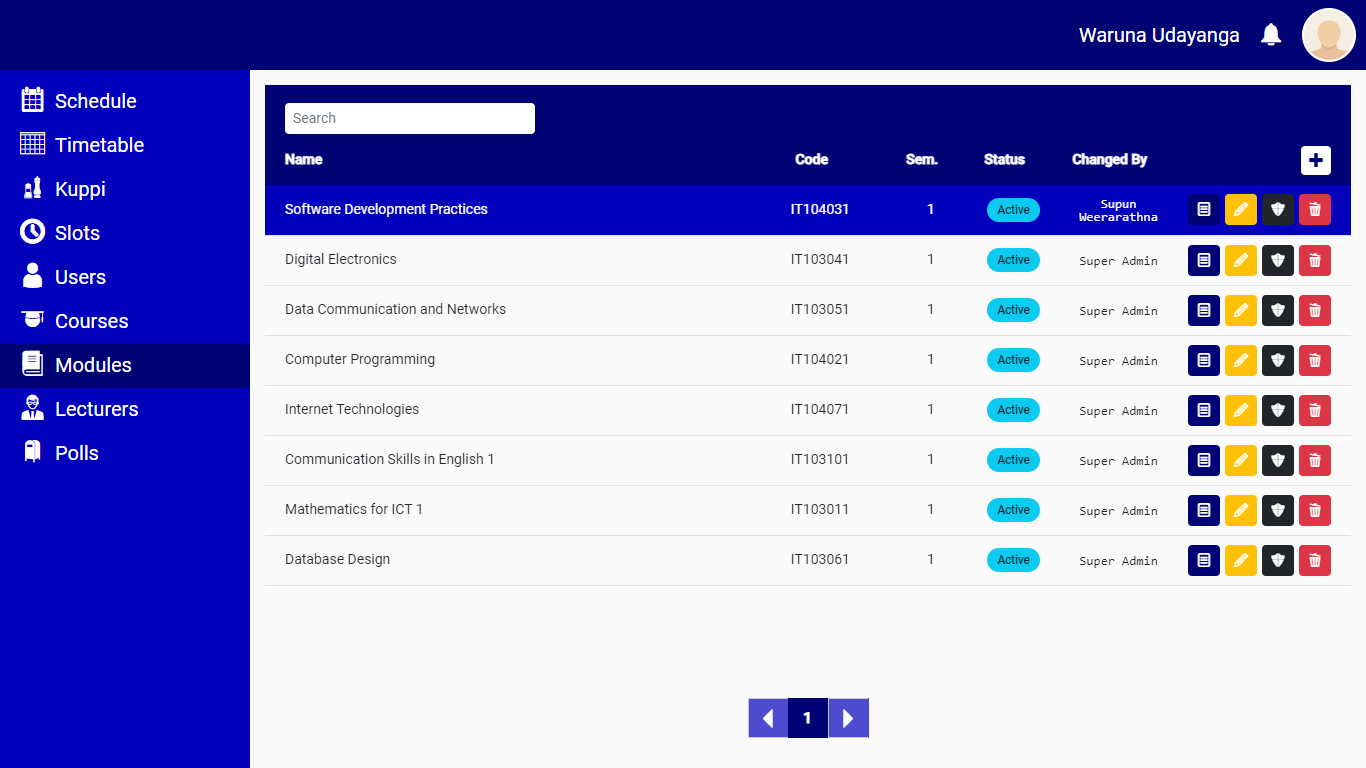 Waruna Udayanga
Schedule
Timetable
Kuppi
Slots
Users
Courses
Modules
Lecturers
Polls
Search
Name Code Sem. Status Changed By
Software Development Practices IT104031 1 Active Supun
Weerarathna
Digital Electronics IT103041 1 Active Super Admin
Data Communication and Networks IT103051 1 Active Super Admin
Computer Programming IT104021 1 Active Super Admin
Internet Technologies IT104071 1 Active Super Admin
Communication Skills in English 1 IT103101 1 Active Super Admin
Mathematics for ICT 1 IT103011 1 Active Super Admin
Database Design IT103061 1 Active Super Admin
1